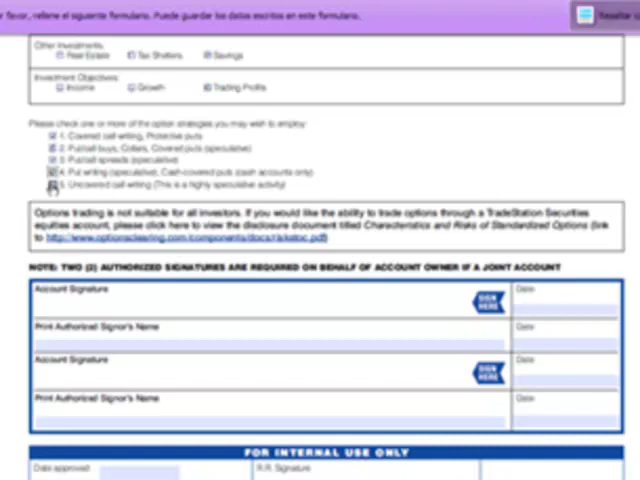 r favor, rellene el siguiente formulario. Puede guardar los datos escritos en este formulario.
Resaltar
Other Investments:
Real Estate Tax Shelters Savings
Investment Objectives:
Income Growth Trading Profits
Please check one or more of the option strategies you may wish to employ
1. Covered call writing, Protective puts
2. Put/call buys, Collars, Covered puts (speculative)
3. Put/call spreads (speculative)
4. Put writing (speculative), Cash-covered puts (cash accounts only)
5. Uncovered call writing (This is a highly speculative activity)
Options trading is not suitable for all investors. If you would like the ability to trade options through a TradeStation Securities
equities account, please click here to view the disclosure document titled Characteristics and Risks of Standardized Options (link
to http://www.optionsclearing.com/components/docs/riskstoc.pdf)
NOTE: TWO (2) AUTHORIZED SIGNATURES ARE REQUIRED ON BEHALF OF ACCOUNT OWNER IF A JOINT ACCOUNT
Account Signature SIGN HERE Date
Print Authorized Signor's Name Date
Account Signature SIGN HERE Date
Print Authorized Signor's Name Date
FOR INTERNAL USE ONLY
Date approved: R.R. Signature